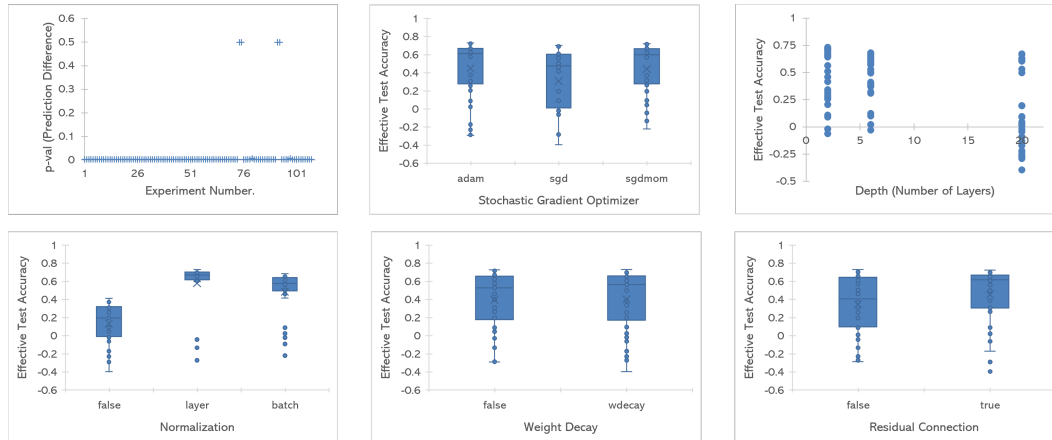 p-val (Prediction Difference)
0.6
0.5
0.4
0.3
0.2
0.1
0
1 26 51 76 101
Experiment Number.
Effective Test Accuracy
1
0.8
0.6
0.4
0.2
0
-0.2
-0.4
-0.6
adam sgd sgdmom
Stochastic Gradient Optimizer
Effective Test Accuracy
1
0.75
0.5
0.25
0
-0.25
-0.5
0 5 10 15 20
Depth (Number of Layers)
Effective Test Accuracy
1
0.8
0.6
0.4
0.2
0
-0.2
-0.4
-0.6
false layer batch
Normalization
Effective Test Accuracy
1
0.8
0.6
0.4
0.2
0
-0.2
-0.4
-0.6
false wdecay
Weight Decay
Effective Test Accuracy
1
0.8
0.6
0.4
0.2
0
-0.2
-0.4
-0.6
false true
Residual Connection